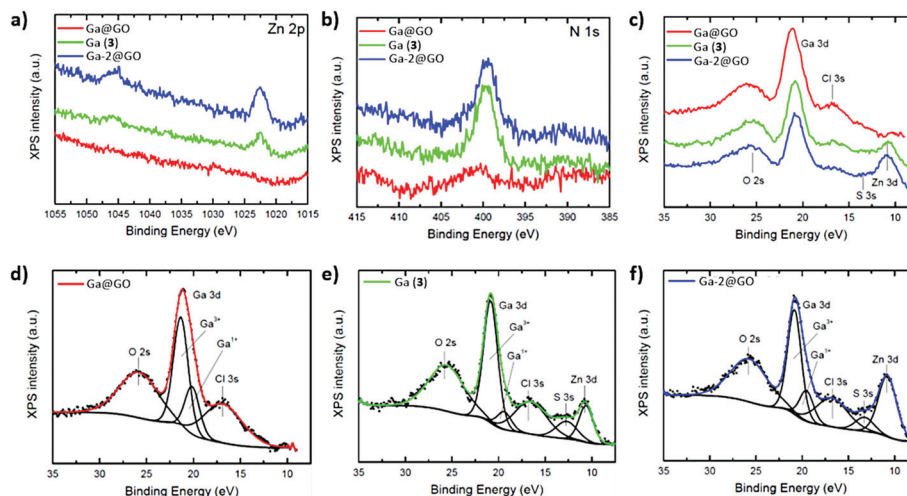 a)
Zn 2p
Ga@GO
Ga (3)
Ga-2@GO
XPS intensity (a.u.)
1055 1045 1035 1030 1025 1020 1015
Binding Energy (eV)
b)
N 1s
Ga@GO
Ga (3)
Ga-2@GO
XPS intensity (a.u.)
415 410 405 400 395 390 385
Binding Energy (eV)
c)
Ga@GO
Ga (3)
Ga-2@GO
Ga 3d
Cl 3s
O 2s
Zn 3d
S 3s
XPS intensity (a.u.)
35 30 25 20 15 10
Binding Energy (eV)
d)
Ga@GO
Ga 3d
Ga3+
Ga1+
O 2s
Cl 3s
XPS intensity (a.u.)
35 30 25 20 15 10
Binding Energy (eV)
e)
Ga (3)
Ga 3d
Ga3+
O 2s
Ga1+
Cl 3s
Zn 3d
S 3s
XPS intensity (a.u.)
35 30 25 20 15 10
Binding Energy (eV)
f)
Ga-2@GO
Ga 3d
Ga3+
O 2s
Ga1+
Zn 3d
Cl 3s
S 3s
XPS intensity (a.u.)
35 30 25 20 15 10
Binding Energy (eV)